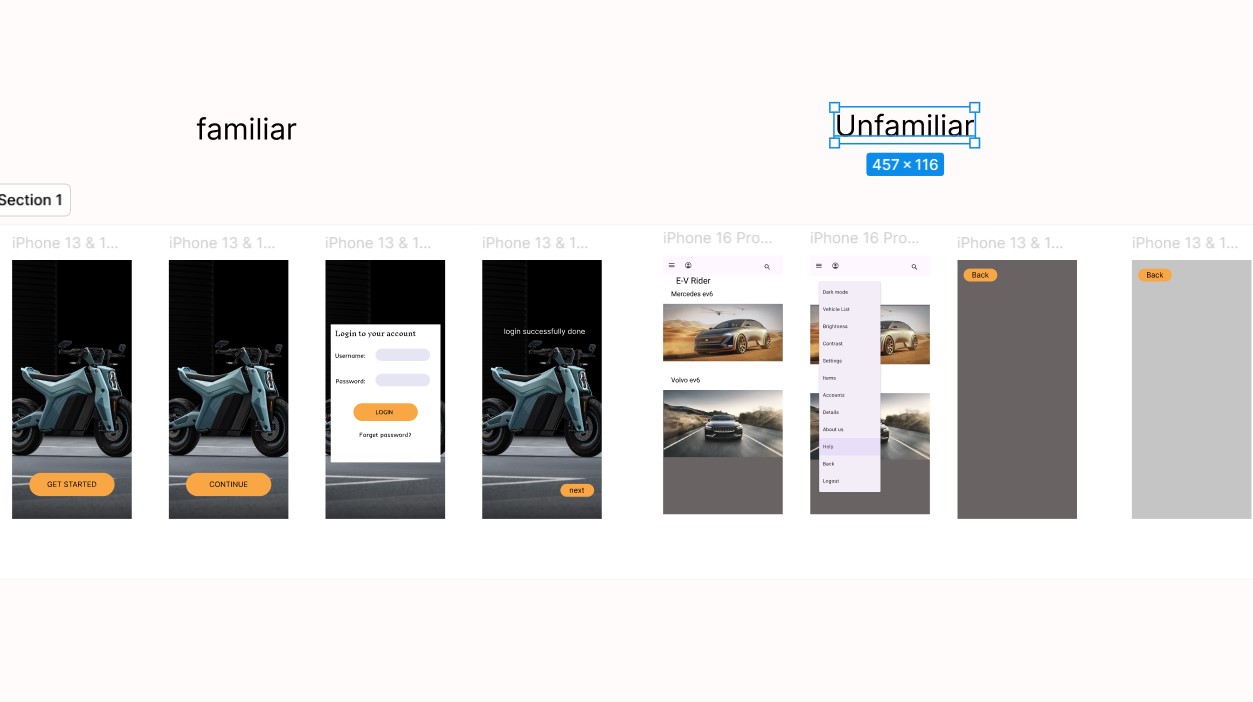 familiar
Unfamiliar
457 × 116
Section 1
iPhone 13 & 1...
iPhone 13 & 1...
iPhone 13 & 1...
iPhone 13 & 1...
iPhone 16 Pro...
iPhone 16 Pro...
iPhone 13 & 1...
iPhone 13 & 1...
GET STARTED
CONTINUE
Login to your account
Username:
Password:
LOGIN
Forget password?
login successfully done
next
E-V Rider
Mercedes ev6
Volvo ev6
Dark mode
Vehicle List
Brightness
Contrast
Settings
Items
Accounts
Details
About us
Help
Back
Logout
Back
Back